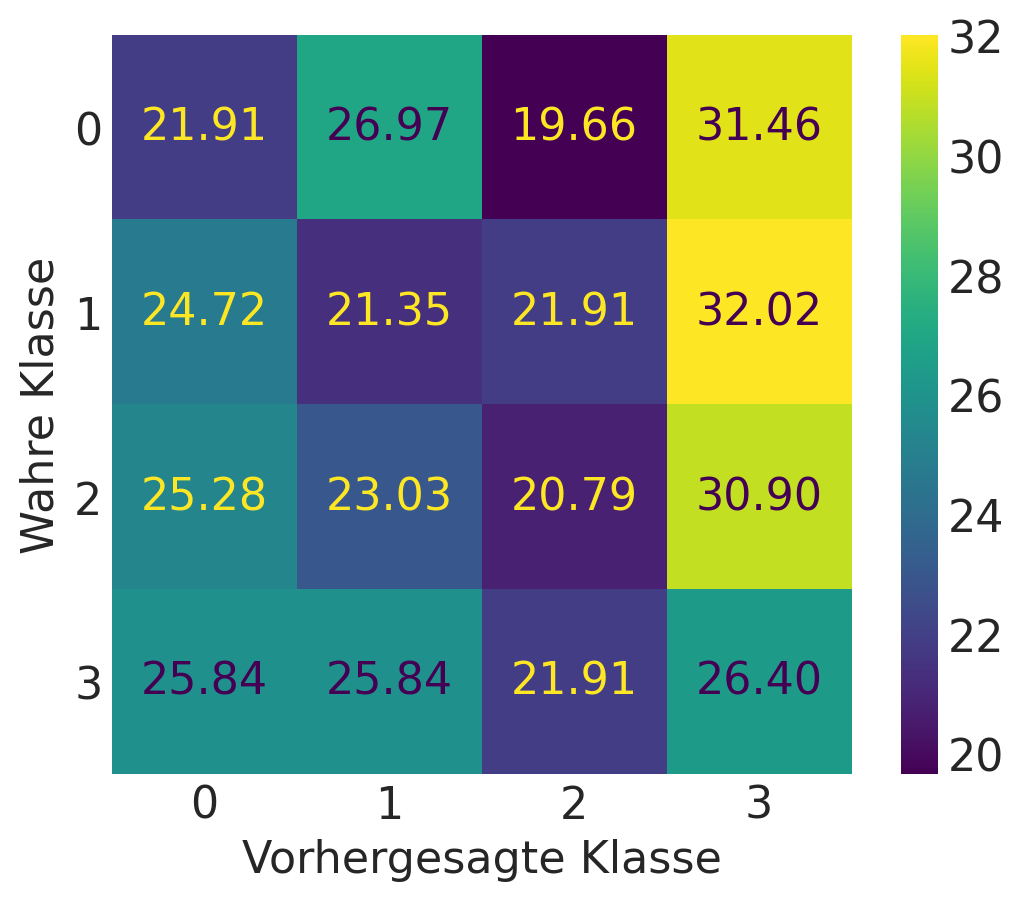 32
0 21.91 26.97 19.66 31.46
30
28
1 24.72 21.35 21.91 32.02
26
2 25.28 23.03 20.79 30.90
24
22
3 25.84 25.84 21.91 26.40
20
0 1 2 3
Vorhergesagte Klasse
Wahre Klasse